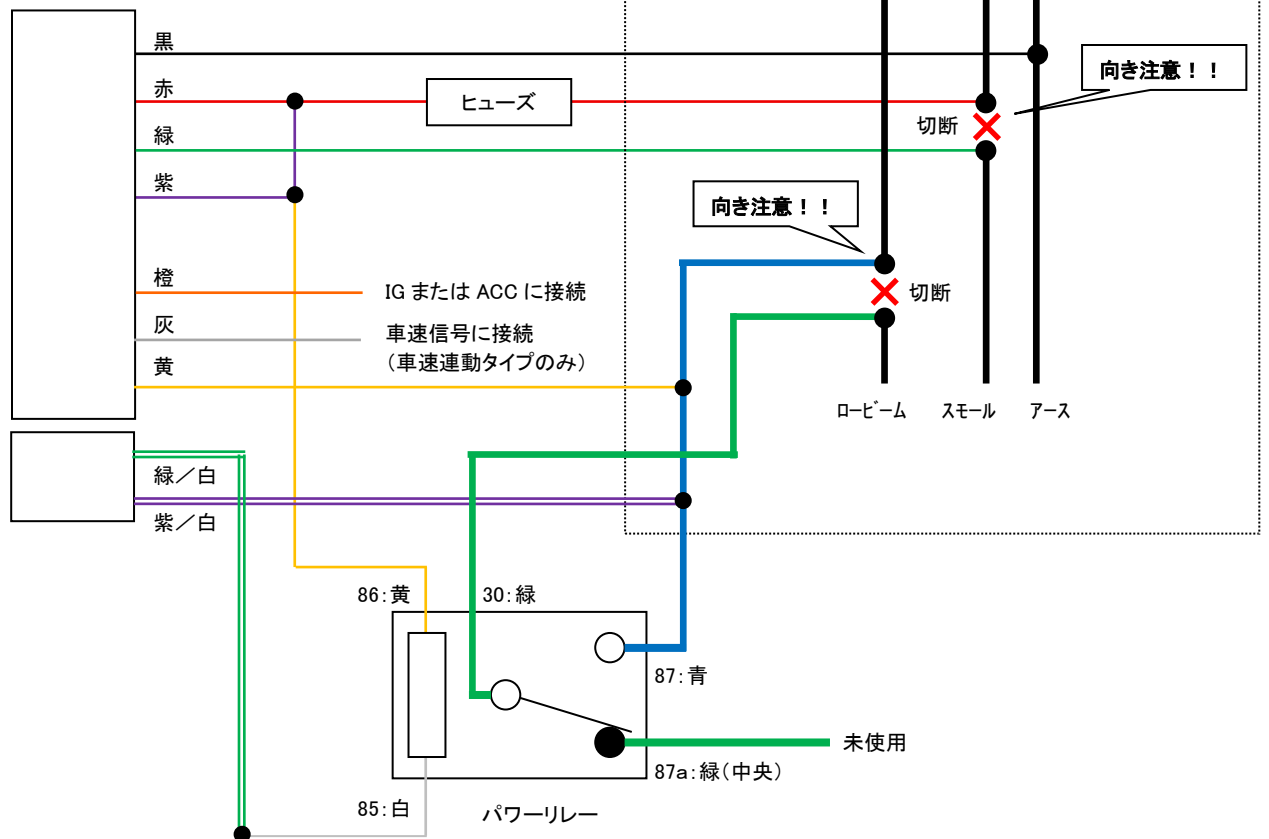 黒
赤
ヒューズ
向き注意！！
切断
緑
紫
向き注意！！
橙
IG または ACC に接続
切断
灰
車速信号に接続
（車速連動タイプのみ）
黄
ロービーム
スモール
アース
緑／白
紫／白
86：黄
30：緑
87：青
未使用
87a：緑（中央）
85：白
パワーリレー